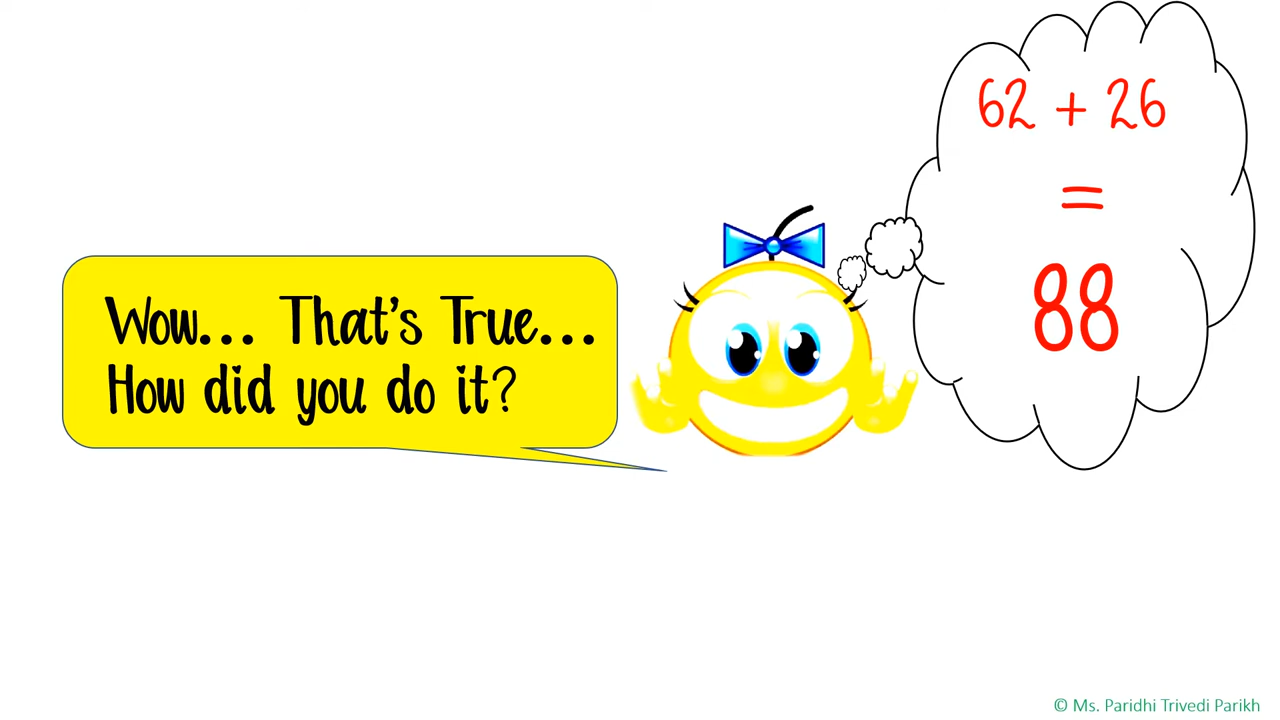 62 + 26
=
88
Wow... That's True...
How did you do it?
© Ms. Paridhi Trivedi Parikh